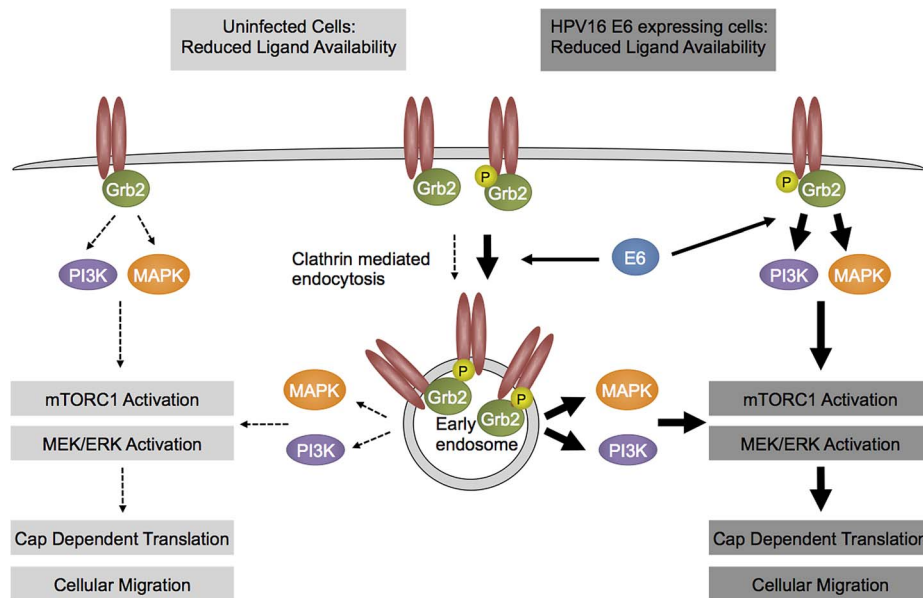 Uninfected Cells:
Reduced Ligand Availability
HPV16 E6 expressing cells:
Reduced Ligand Availability
Grb2
Grb2
P
Grb2
P
Grb2
PI3K
MAPK
Clathrin mediated
endocytosis
E6
PI3K
MAPK
mTORC1 Activation
MEK/ERK Activation
MAPK
PI3K
P
Grb2
P
Grb2
Early
endosome
MAPK
PI3K
mTORC1 Activation
MEK/ERK Activation
Cap Dependent Translation
Cellular Migration
Cap Dependent Translation
Cellular Migration